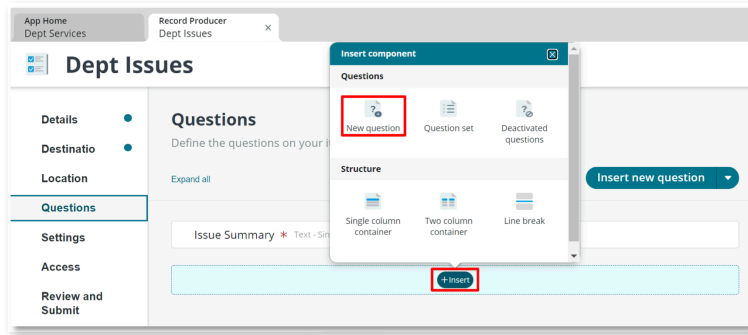 App Home
Dept Services
Record Producer
Dept Issues
Dept Issues
Insert component
Questions
New question
Question set
Deactivated
questions
Structure
Single column
container
Two column
container
Line break
Details
Destinatio
Location
Questions
Settings
Access
Review and
Submit
Questions
Define the questions on your i
Expand all
Insert new question
Issue Summary * Text - Sin
+ Insert